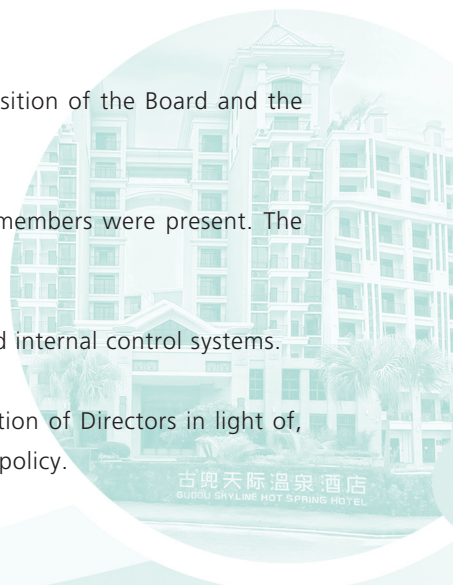 sition of the Board and the
members were present. The
d internal control systems.
tion of Directors in light of,
policy.
古兜天际温泉酒店
GUDOU SKYLINE HOT SPRING HOTEL